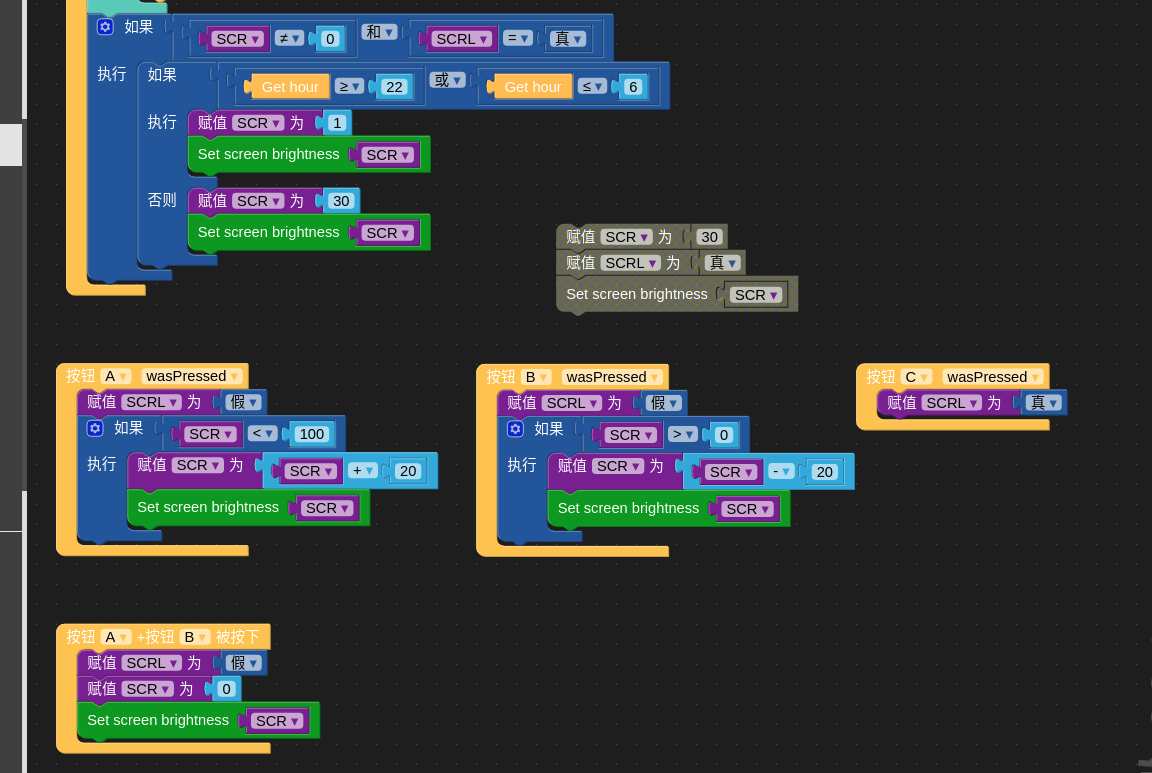 如果 SCR ≠ 0 和 SCRL = 真
执行 如果 Get hour ≥ 22 或 Get hour ≤ 6
执行 赋值 SCR 为 1
Set screen brightness SCR
否则 赋值 SCR 为 30
Set screen brightness SCR
赋值 SCR 为 30
赋值 SCRL 为 真
Set screen brightness SCR
按钮 A wasPressed
赋值 SCRL 为 假
如果 SCR < 100
执行 赋值 SCR 为 SCR + 20
Set screen brightness SCR
按钮 B wasPressed
赋值 SCRL 为 假
如果 SCR > 0
执行 赋值 SCR 为 SCR - 20
Set screen brightness SCR
按钮 C wasPressed
赋值 SCRL 为 真
按钮 A +按钮 B 被按下
赋值 SCRL 为 假
赋值 SCR 为 0
Set screen brightness SCR